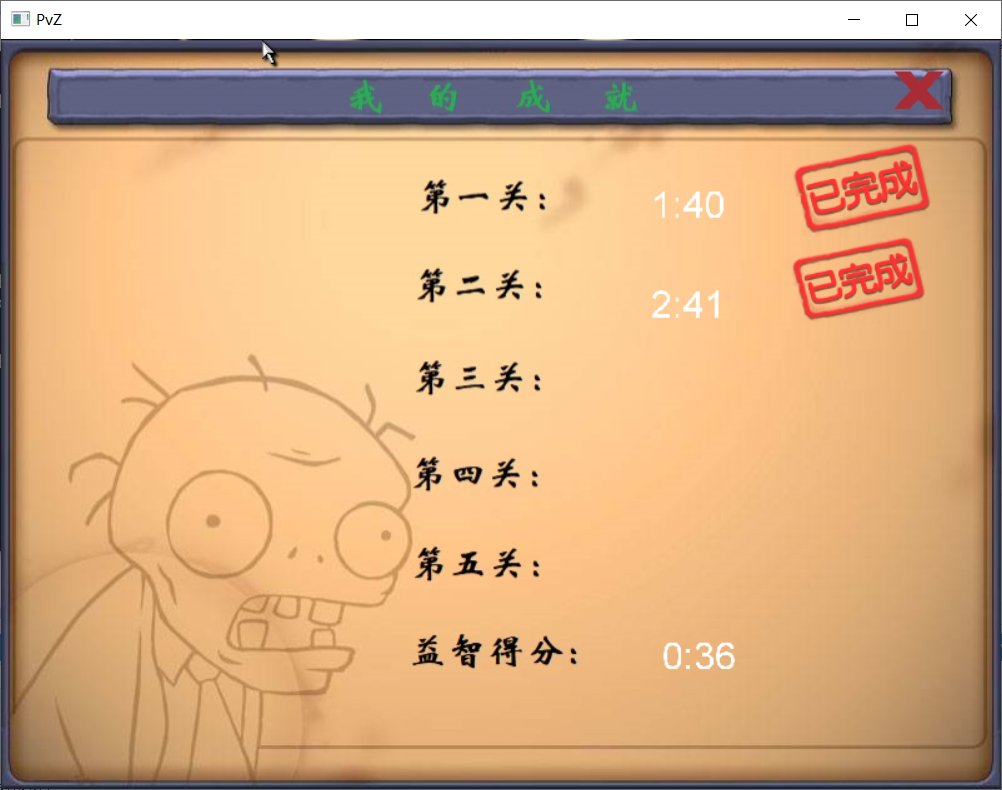 PvZ
我的成就
第一关： 1:40 已完成
第二关： 2:41 已完成
第三关：
第四关：
第五关：
益智得分： 0:36